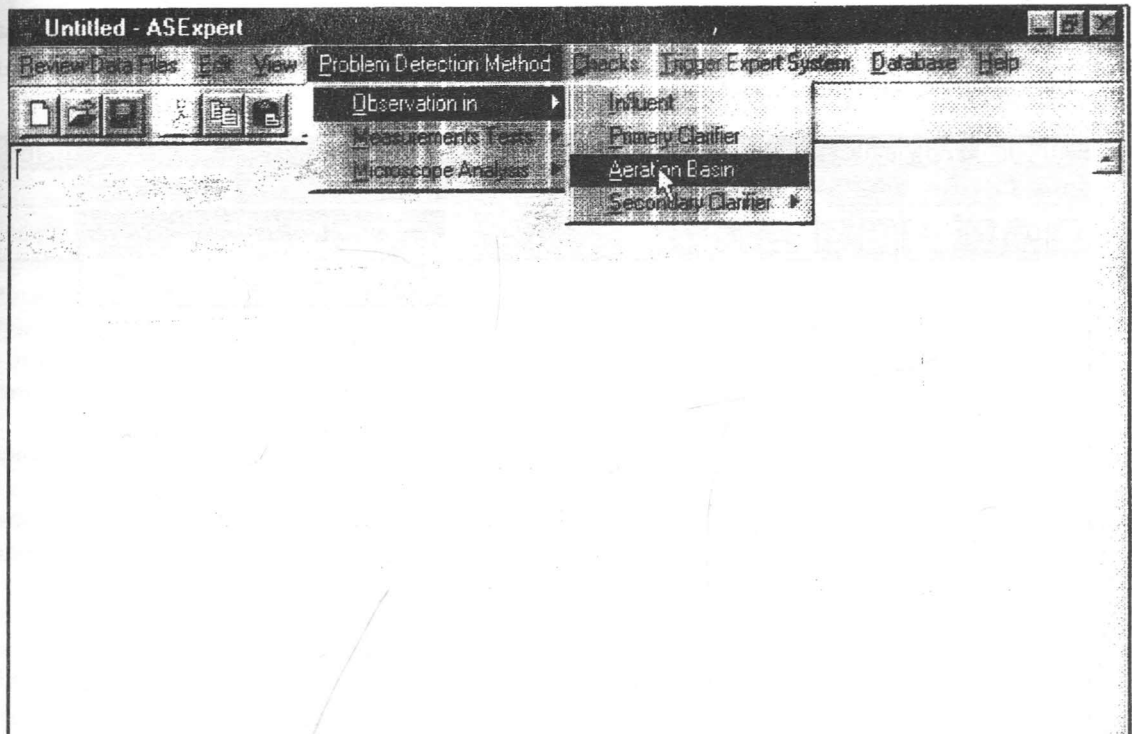 Untitled - ASExpert
Review Data Files Edit View Problem Detection Method Checks Trigger Expert System Database Help
Observation in
Measurements Tests
Microscope Analysis
Influent
Primary Clarifier
Aeration Basin
Secondary Clarifier